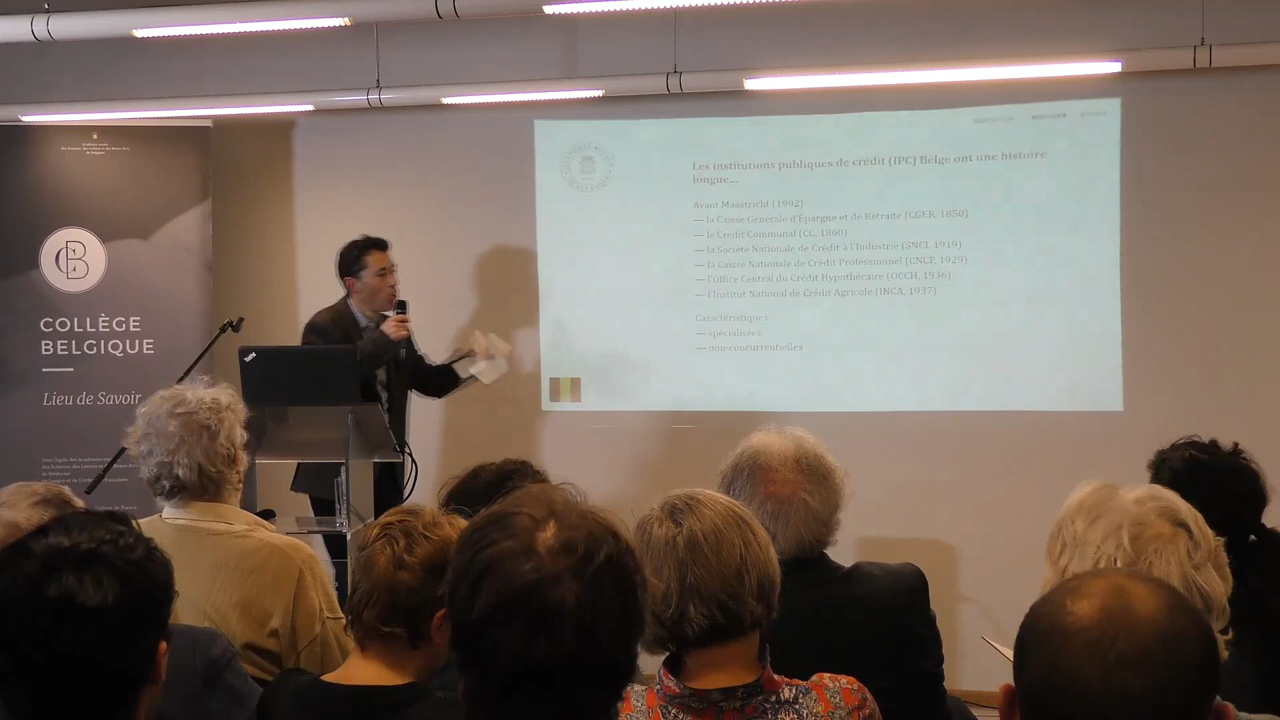 COLLÈGE
BELGIQUE
Lieu de Savoir
Les institutions publiques de crédit (IPC) Belge ont une histoire
longue...
Avant Maastricht (1992)
— la Caisse Générale d'Épargne et de Retraite (CGER, 1850)
— le Crédit Communal (CC, 1860)
— la Société Nationale de Crédit à l'Industrie (SNCI, 1919)
— la Caisse Nationale de Crédit Professionnel (CNCP, 1929)
— l'Office Central du Crédit Hypothécaire (OCCH, 1936)
— l'Institut National de Crédit Agricole (INCA, 1937)
Caractéristiques
— spécialisées
— non-concurrentielles